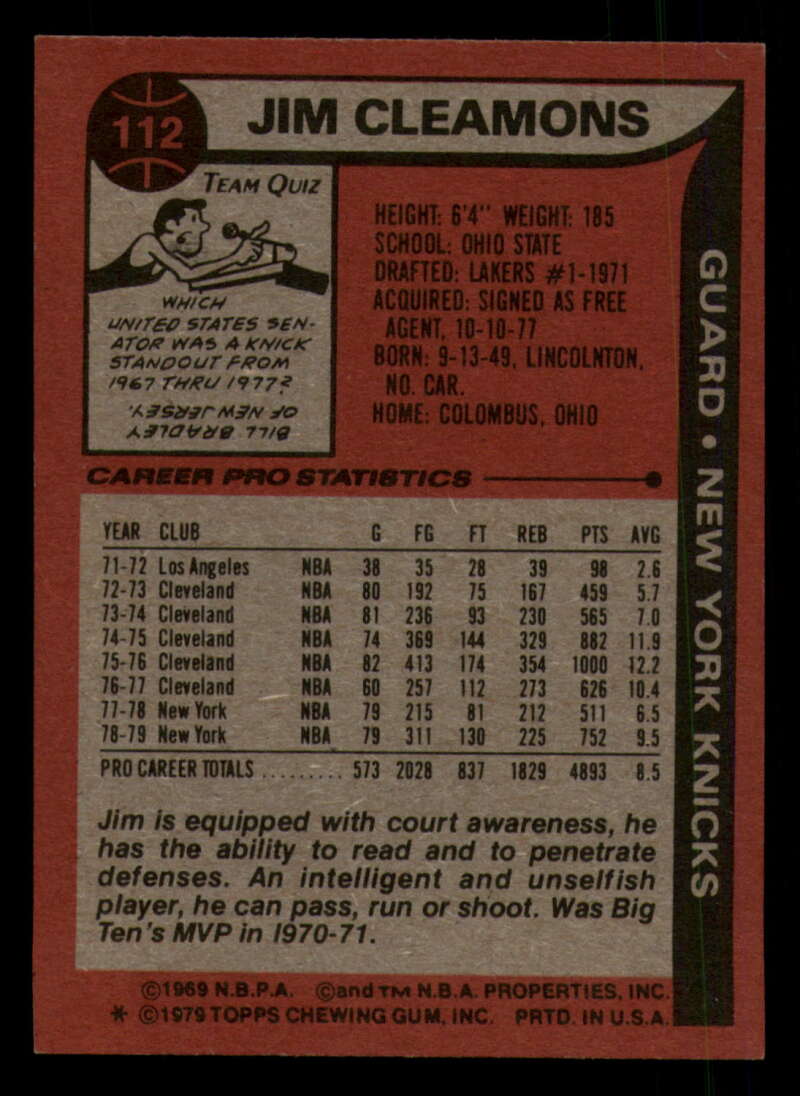 112
JIM CLEAMONS
TEAM QUIZ
WHICH
UNITED STATES SEN-
ATOR WAS A KNICK
STANDOUT FROM
1967 THRU 1977?
BILL BRADLEY
OF NEW JERSEY.
HEIGHT: 6'4" WEIGHT: 185
SCHOOL: OHIO STATE
DRAFTED: LAKERS #1-1971
ACQUIRED: SIGNED AS FREE
AGENT, 10-10-77
BORN: 9-13-49, LINCOLNTON,
NO. CAR.
HOME: COLOMBUS, OHIO
GUARD • NEW YORK KNICKS
CAREER PRO STATISTICS
YEAR CLUB G FG FT REB PTS AVG
71-72 Los Angeles NBA 38 35 28 39 98 2.6
72-73 Cleveland NBA 80 192 75 167 459 5.7
73-74 Cleveland NBA 81 236 93 230 565 7.0
74-75 Cleveland NBA 74 369 144 329 882 11.9
75-76 Cleveland NBA 82 413 174 354 1000 12.2
76-77 Cleveland NBA 60 257 112 273 626 10.4
77-78 New York NBA 79 215 81 212 511 6.5
78-79 New York NBA 79 311 130 225 752 9.5
PRO CAREER TOTALS ......... 573 2028 837 1829 4893 8.5
Jim is equipped with court awareness, he
has the ability to read and to penetrate
defenses. An intelligent and unselfish
player, he can pass, run or shoot. Was Big
Ten's MVP in 1970-71.
©1969 N.B.P.A. ©and TM N.B.A. PROPERTIES, INC.
* ©1979 TOPPS CHEWING GUM, INC. PRTD. IN U.S.A.